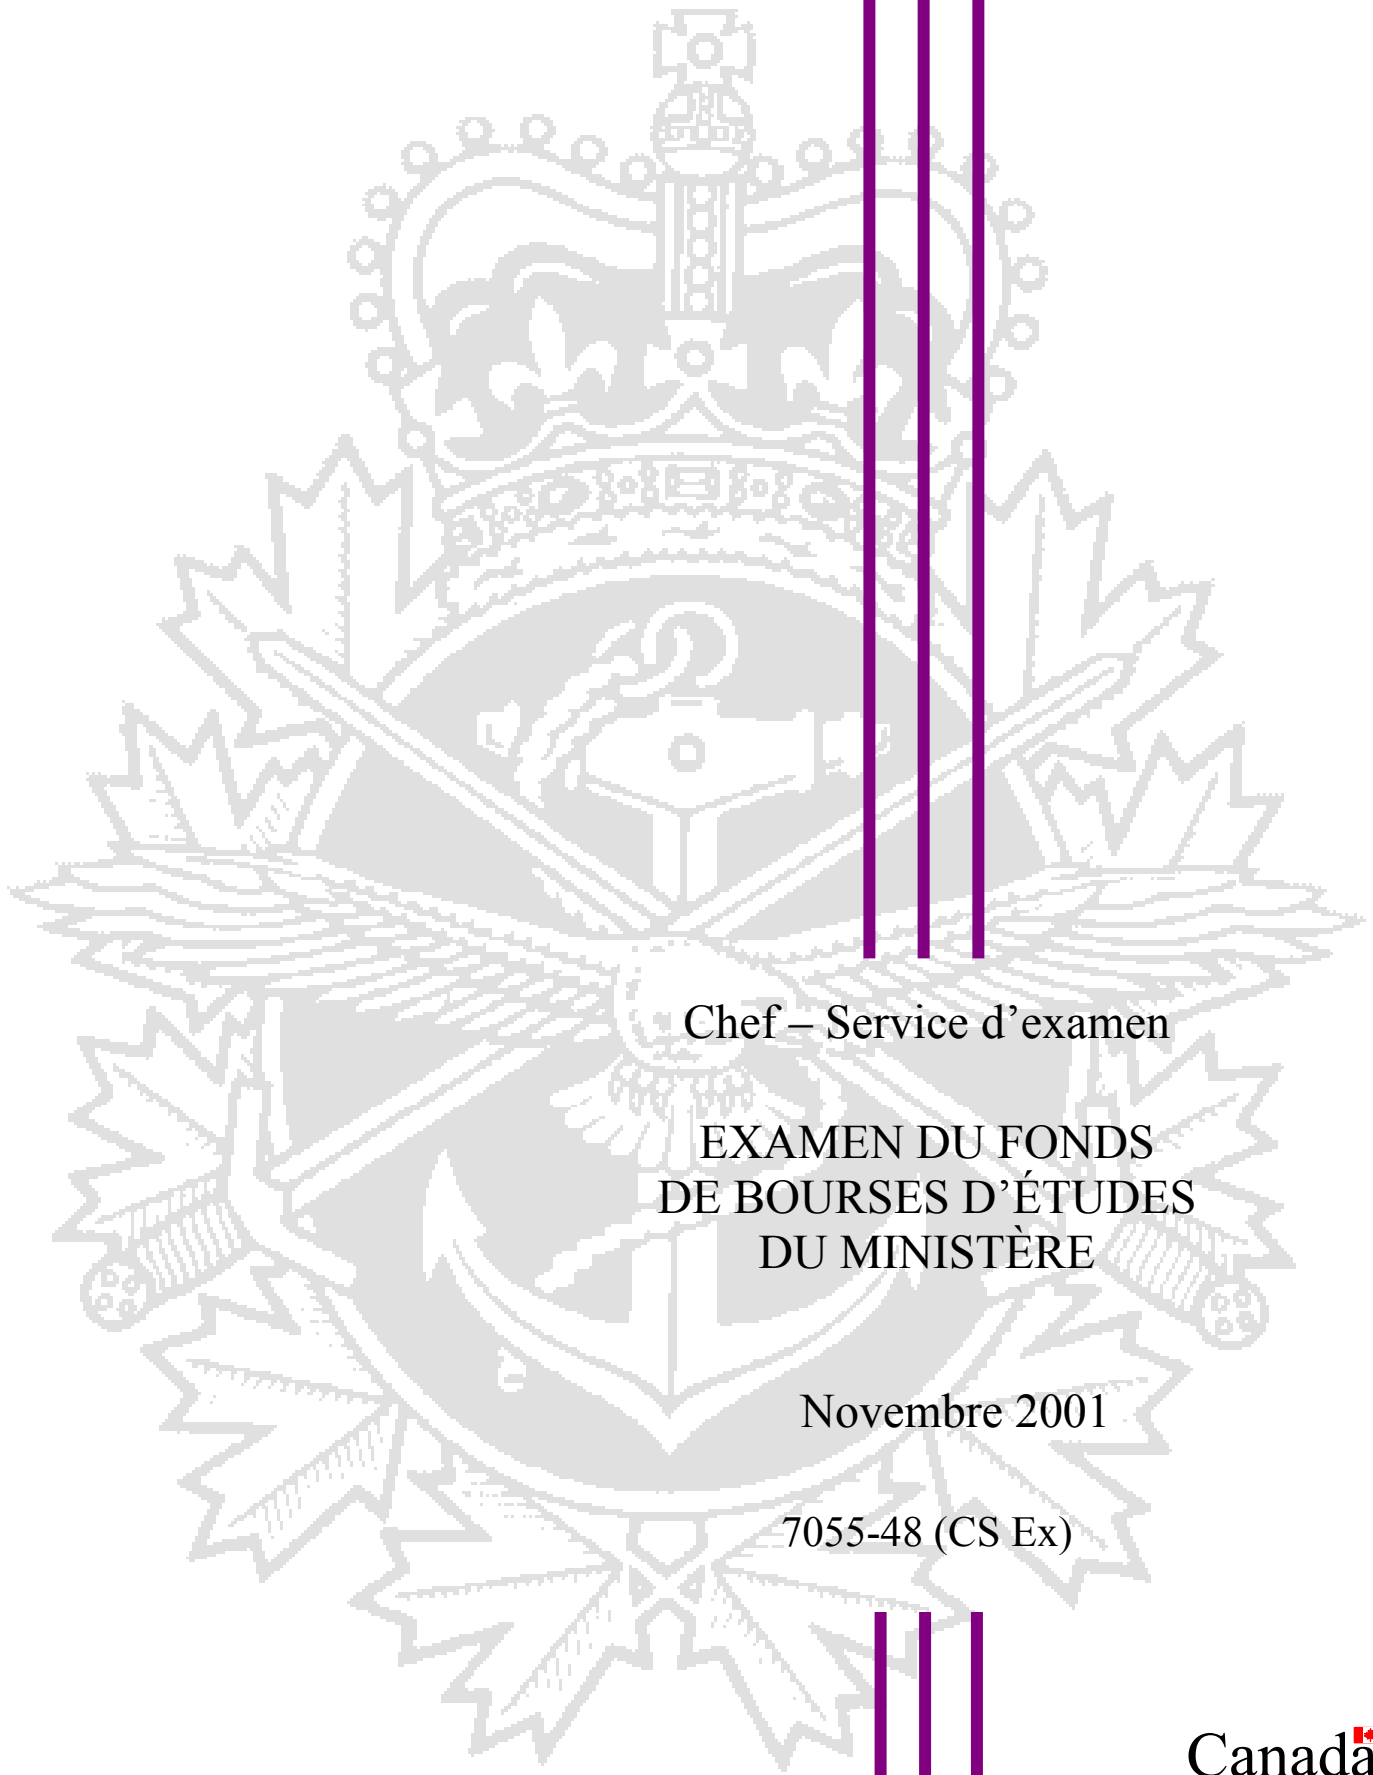 Chef – Service d’examen
EXAMEN DU FONDS
DE BOURSES D’ÉTUDES
DU MINISTÈRE
Novembre 2001
7055-48 (CS Ex)
Canada